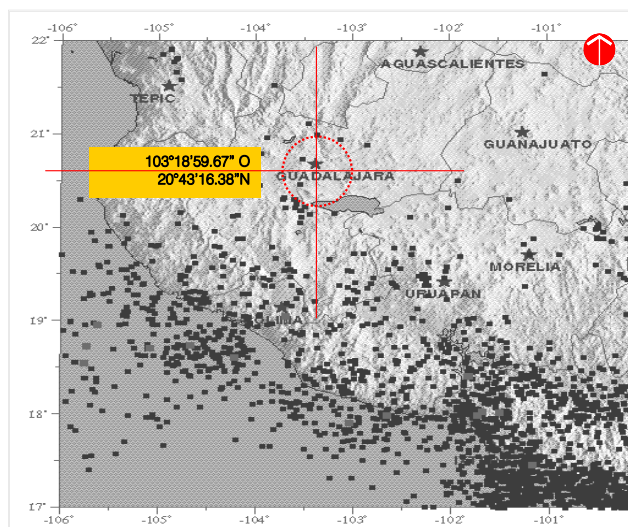 -106° -105° -104 -103 -102 -101
22°
AGUASCALIENTES
TEPIC
21°
GUANAJUATO
103°18'59.67" O
20°43'16.38"N
GUADALAJARA
20°
MORELIA
URUAPAN
19°
18°
17°
-106° -105° -104° -103° -102° -101°